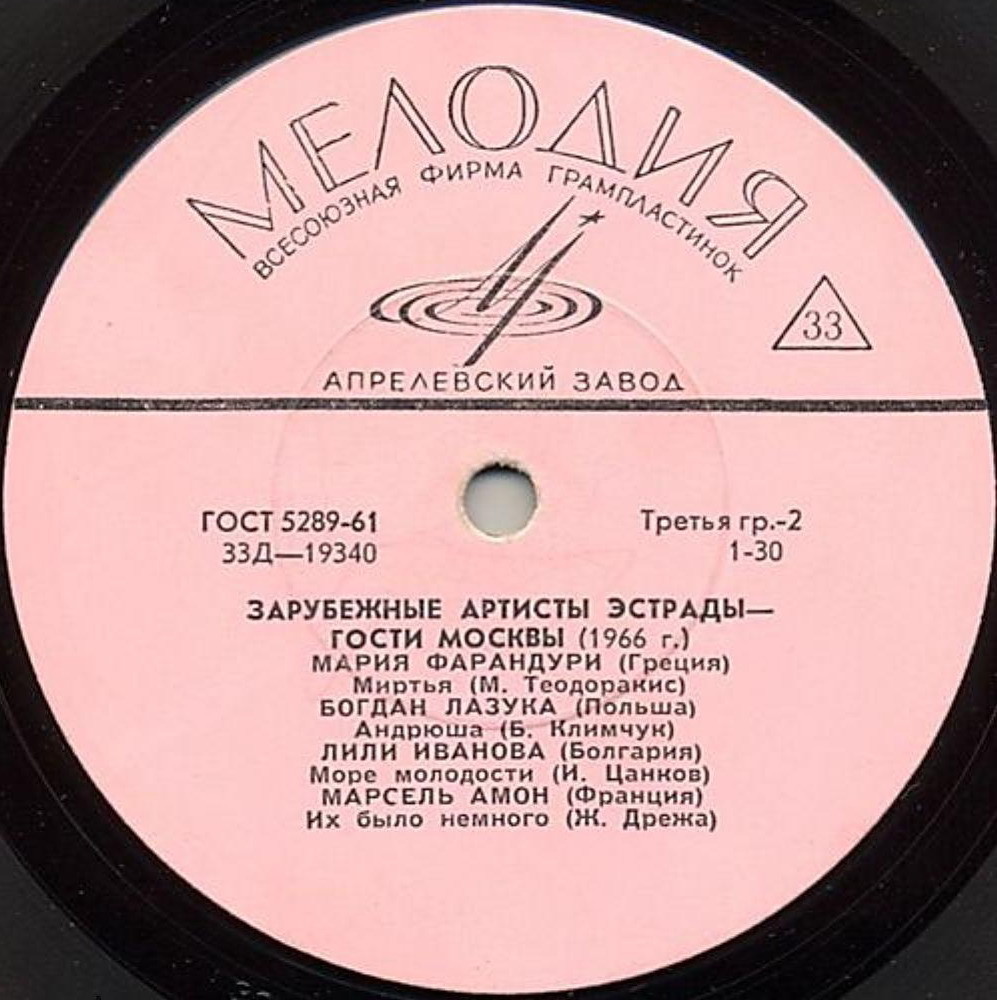 МЕЛОДИЯ
ВСЕСОЮЗНАЯ ФИРМА ГРАМПЛАСТИНОК
33
АПРЕЛЕВСКИЙ ЗАВОД
ГОСТ 5289-61
33Д—19340
Третья гр.-2
1-30
ЗАРУБЕЖНЫЕ АРТИСТЫ ЭСТРАДЫ—
ГОСТИ МОСКВЫ (1966 г.)
МАРИЯ ФАРАНДУРИ (Греция)
Миртья (М. Теодоракис)
БОГДАН ЛАЗУКА (Польша)
Андрюша (Б. Климчук)
ЛИЛИ ИВАНОВА (Болгария)
Море молодости (И. Цанков)
МАРСЕЛЬ АМОН (Франция)
Их было немного (Ж. Дрежа)